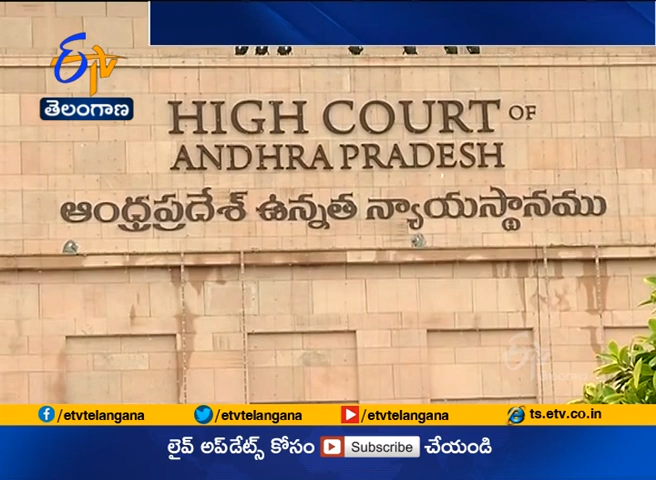 etv
తెలంగాణ
HIGH COURT OF
ANDHRA PRADESH
ఆంధ్రప్రదేశ్ ఉన్నత న్యాయస్థానము
/etvtelangana /etvtelangana /etvtelangana ts.etv.co.in
లైవ్ అప్‌డేట్స్ కోసం Subscribe చేయండి